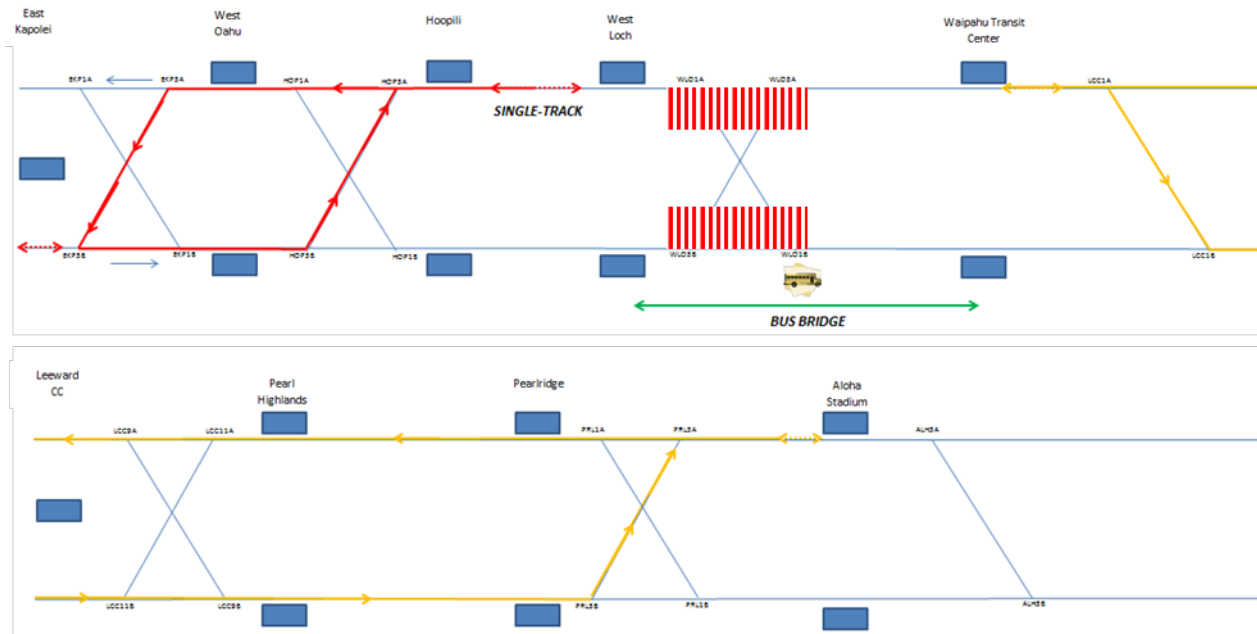 East
Kapolei
West
Oahu
Hoopili
West
Loch
Waipahu Transit
Center
EKP1A
EKP3A
HOP1A
HOP3A
WLO1A
WLO3A
LCC1A
SINGLE-TRACK
EKP3B
EKP1B
HOP3B
HOP1B
WLO3B
WLO1B
LCC1B
BUS BRIDGE
Leeward
CC
Pearl
Highlands
Pearlridge
Aloha
Stadium
LCC9A
LCC11A
PRL1A
PRL3A
ALH3A
LCC11B
LCC9B
PRL3B
PRL1B
ALH3B